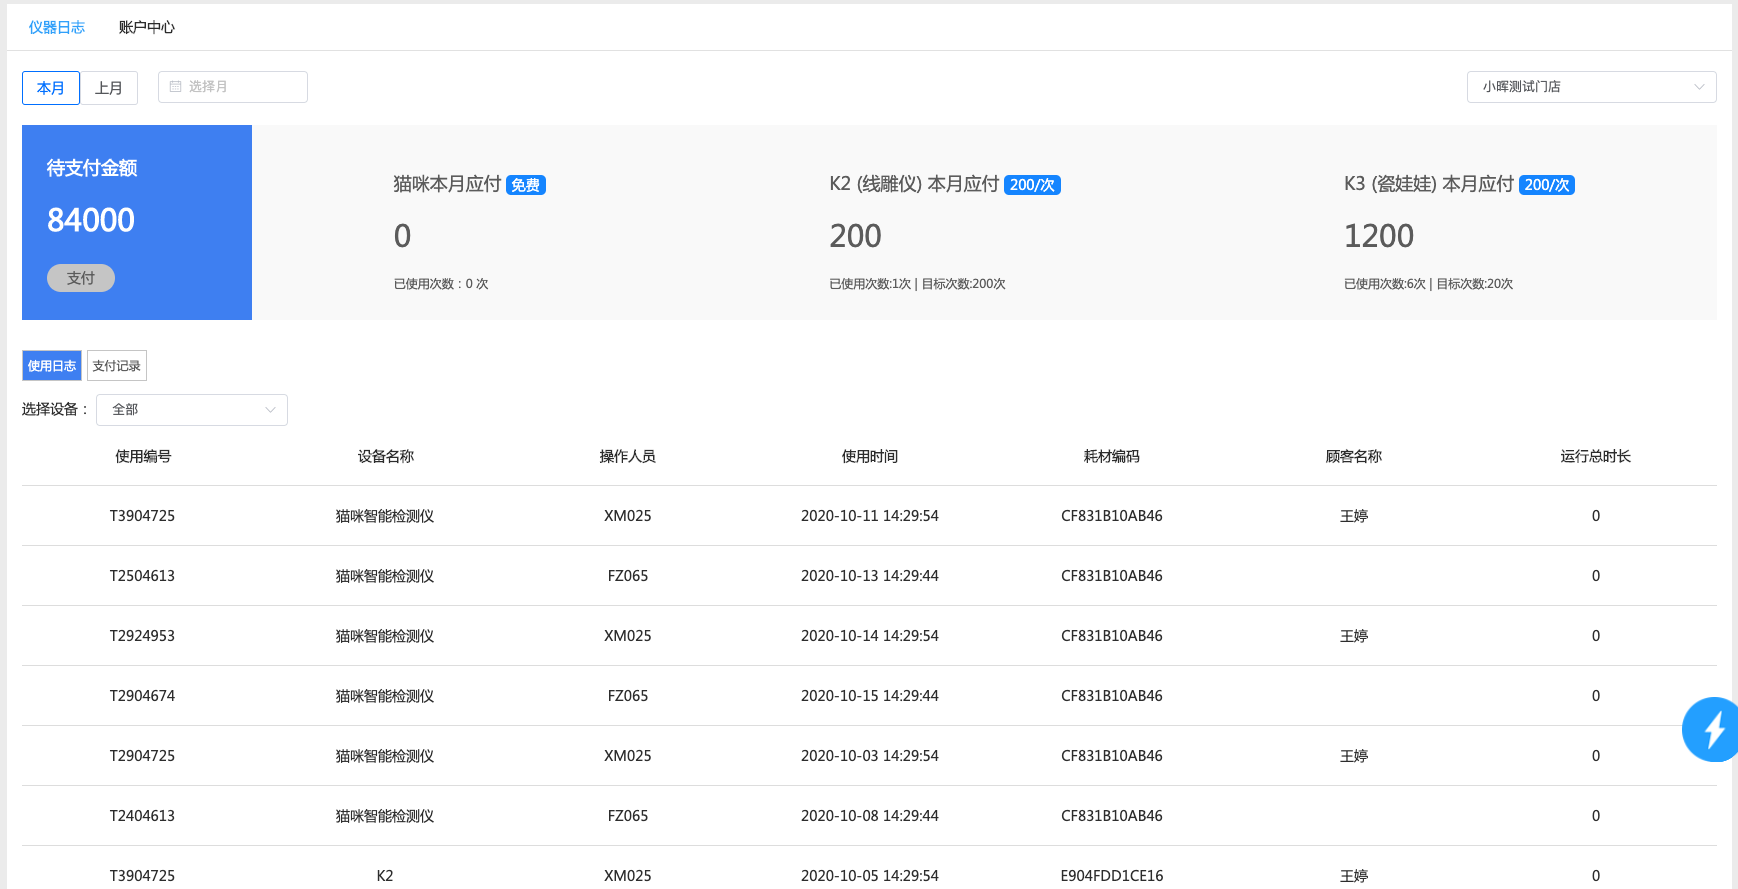 仪器日志 账户中心
本月 上月 选择月 小晖测试门店
待支付金额
84000
支付
猫咪本月应付 免费
0
已使用次数：0 次
K2 (线雕仪) 本月应付 200/次
200
已使用次数:1次 | 目标次数:200次
K3 (瓷娃娃) 本月应付 200/次
1200
已使用次数:6次 | 目标次数:20次
使用日志 支付记录
选择设备： 全部
使用编号 设备名称 操作人员 使用时间 耗材编码 顾客名称 运行总时长
T3904725 猫咪智能检测仪 XM025 2020-10-11 14:29:54 CF831B10AB46 王婷 0
T2504613 猫咪智能检测仪 FZ065 2020-10-13 14:29:44 CF831B10AB46 0
T2924953 猫咪智能检测仪 XM025 2020-10-14 14:29:54 CF831B10AB46 王婷 0
T2904674 猫咪智能检测仪 FZ065 2020-10-15 14:29:44 CF831B10AB46 0
T2904725 猫咪智能检测仪 XM025 2020-10-03 14:29:54 CF831B10AB46 王婷 0
T2404613 猫咪智能检测仪 FZ065 2020-10-08 14:29:44 CF831B10AB46 0
T3904725 K2 XM025 2020-10-05 14:29:54 E904FDD1CE16 王婷 0